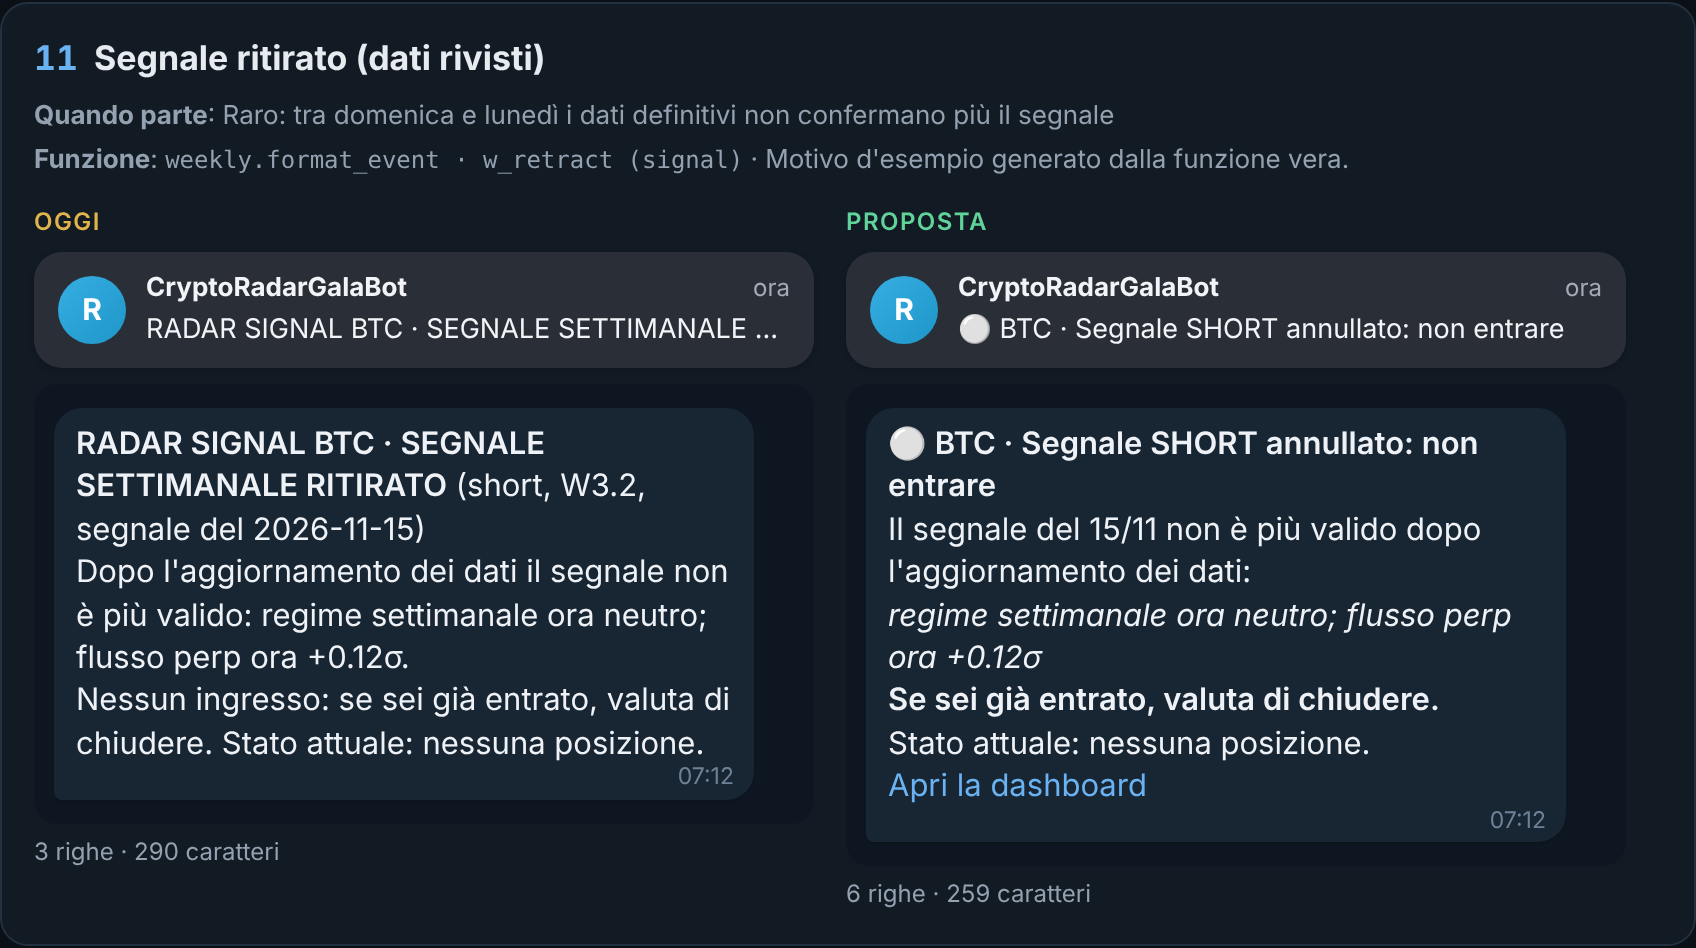 11 Segnale ritirato (dati rivisti)
Quando parte: Raro: tra domenica e lunedì i dati definitivi non confermano più il segnale
Funzione: weekly.format_event · w_retract (signal) · Motivo d'esempio generato dalla funzione vera.
OGGI
R
CryptoRadarGalaBot
ora
RADAR SIGNAL BTC · SEGNALE SETTIMANALE ...
RADAR SIGNAL BTC · SEGNALE
SETTIMANALE RITIRATO (short, W3.2,
segnale del 2026-11-15)
Dopo l'aggiornamento dei dati il segnale non
è più valido: regime settimanale ora neutro;
flusso perp ora +0.12σ.
Nessun ingresso: se sei già entrato, valuta di
chiudere. Stato attuale: nessuna posizione.
07:12
3 righe · 290 caratteri
PROPOSTA
R
CryptoRadarGalaBot
ora
⚪ BTC · Segnale SHORT annullato: non entrare
⚪ BTC · Segnale SHORT annullato: non
entrare
Il segnale del 15/11 non è più valido dopo
l'aggiornamento dei dati:
regime settimanale ora neutro; flusso perp
ora +0.12σ
Se sei già entrato, valuta di chiudere.
Stato attuale: nessuna posizione.
Apri la dashboard
07:12
6 righe · 259 caratteri